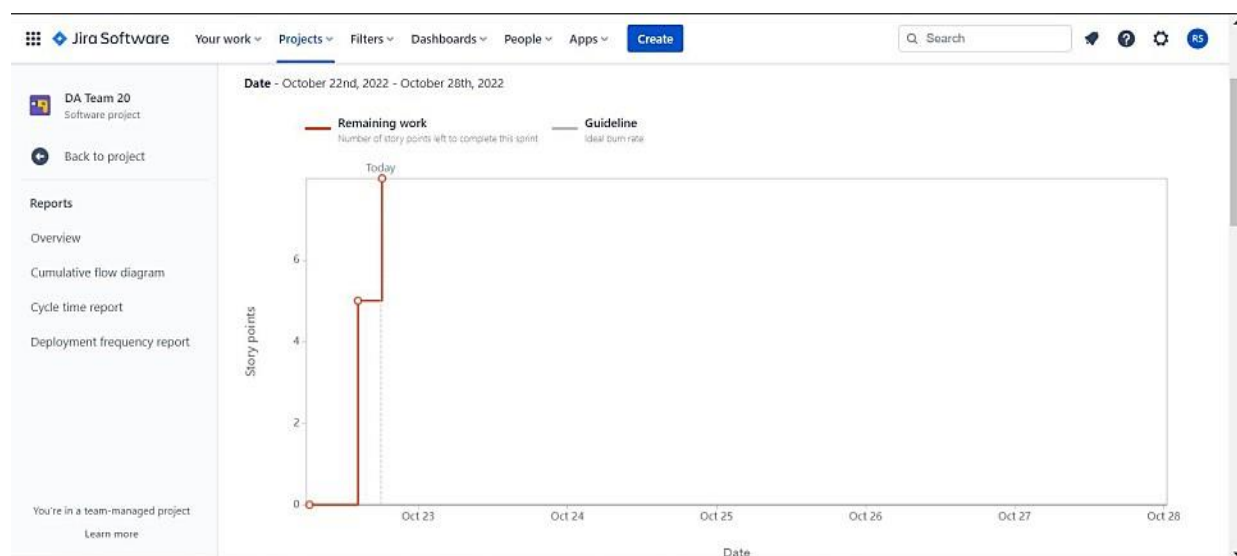 Jira Software Your work Projects Filters Dashboards People Apps Create Search RS
DA Team 20
Software project
Back to project
Reports
Overview
Cumulative flow diagram
Cycle time report
Deployment frequency report
You're in a team-managed project
Learn more
Date - October 22nd, 2022 - October 28th, 2022
Remaining work
Number of story points left to complete this sprint
Guideline
Ideal burn rate
Today
Story points
6
4
2
0
Oct 23 Oct 24 Oct 25 Oct 26 Oct 27 Oct 28
Date